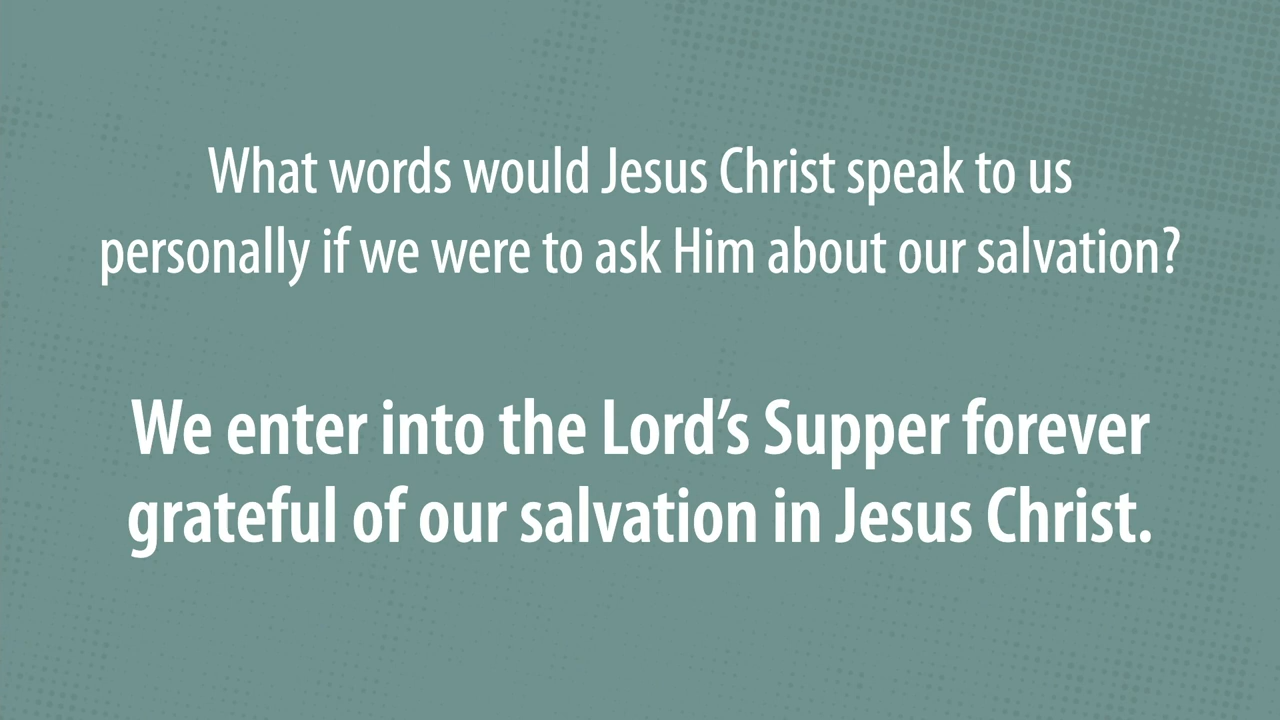 What words would Jesus Christ speak to us
personally if we were to ask Him about our salvation?
We enter into the Lord’s Supper forever
grateful of our salvation in Jesus Christ.